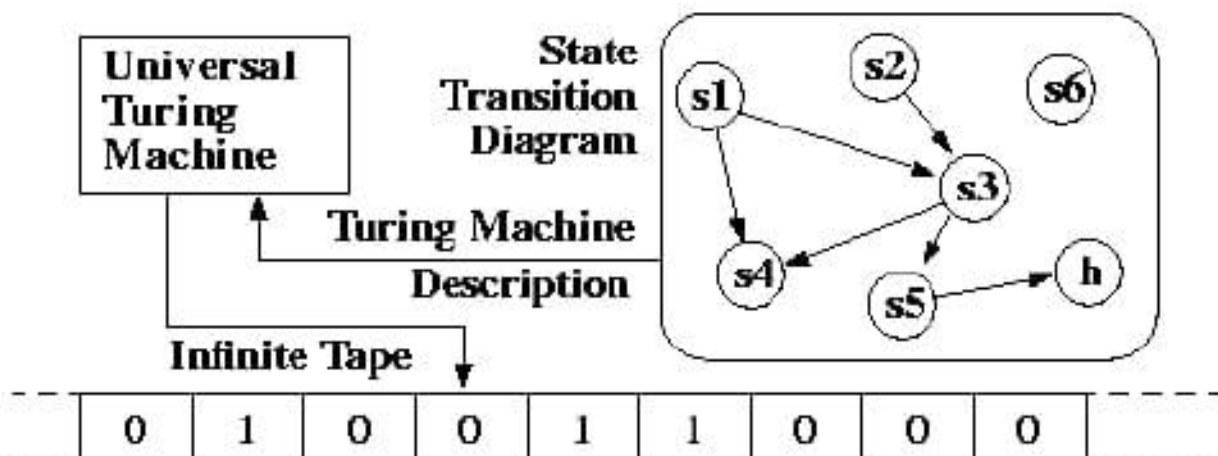 Universal
Turing
Machine
State
Transition
Diagram
s1
s2
s6
s3
s4
s5
h
Turing Machine
Description
Infinite Tape
0 1 0 0 1 1 0 0 0